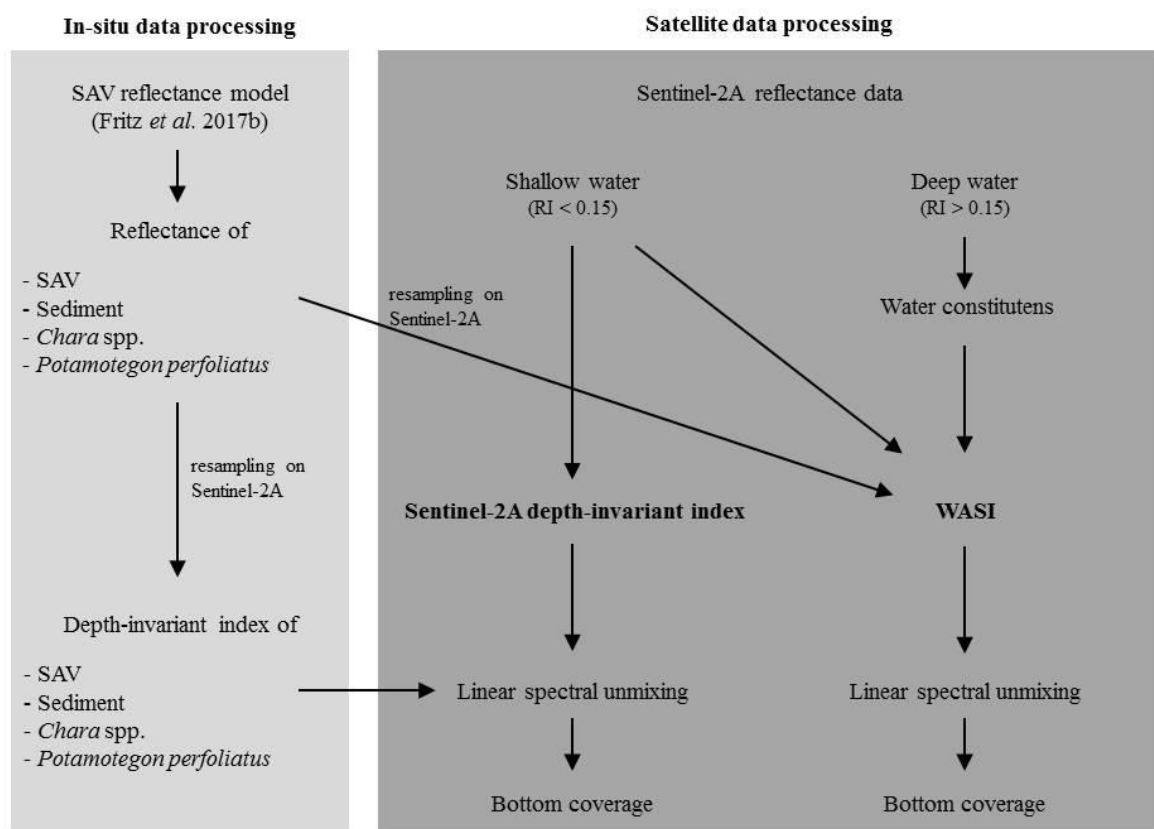 In-situ data processing
SAV reflectance model
(Fritz et al. 2017b)
Reflectance of
- SAV
- Sediment
- Chara spp.
- Potamotegon perfoliatus
resampling on
Sentinel-2A
Depth-invariant index of
- SAV
- Sediment
- Chara spp.
- Potamotegon perfoliatus
Satellite data processing
Sentinel-2A reflectance data
Shallow water
(RI < 0.15)
Deep water
(RI > 0.15)
resampling on
Sentinel-2A
Water constitutens
Sentinel-2A depth-invariant index
WASI
Linear spectral unmixing
Linear spectral unmixing
Bottom coverage
Bottom coverage